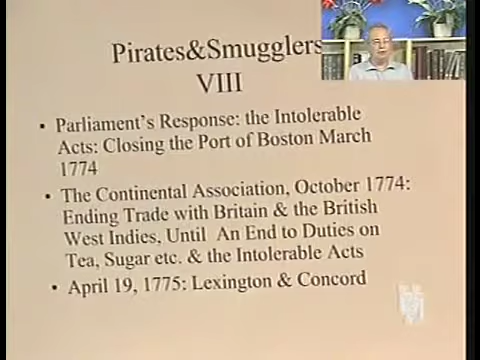 Pirates&Smugglers
VIII
• Parliament's Response: the Intolerable
Acts: Closing the Port of Boston March
1774
• The Continental Association, October 1774:
Ending Trade with Britain & the British
West Indies, Until An End to Duties on
Tea, Sugar etc. & the Intolerable Acts
• April 19, 1775: Lexington & Concord